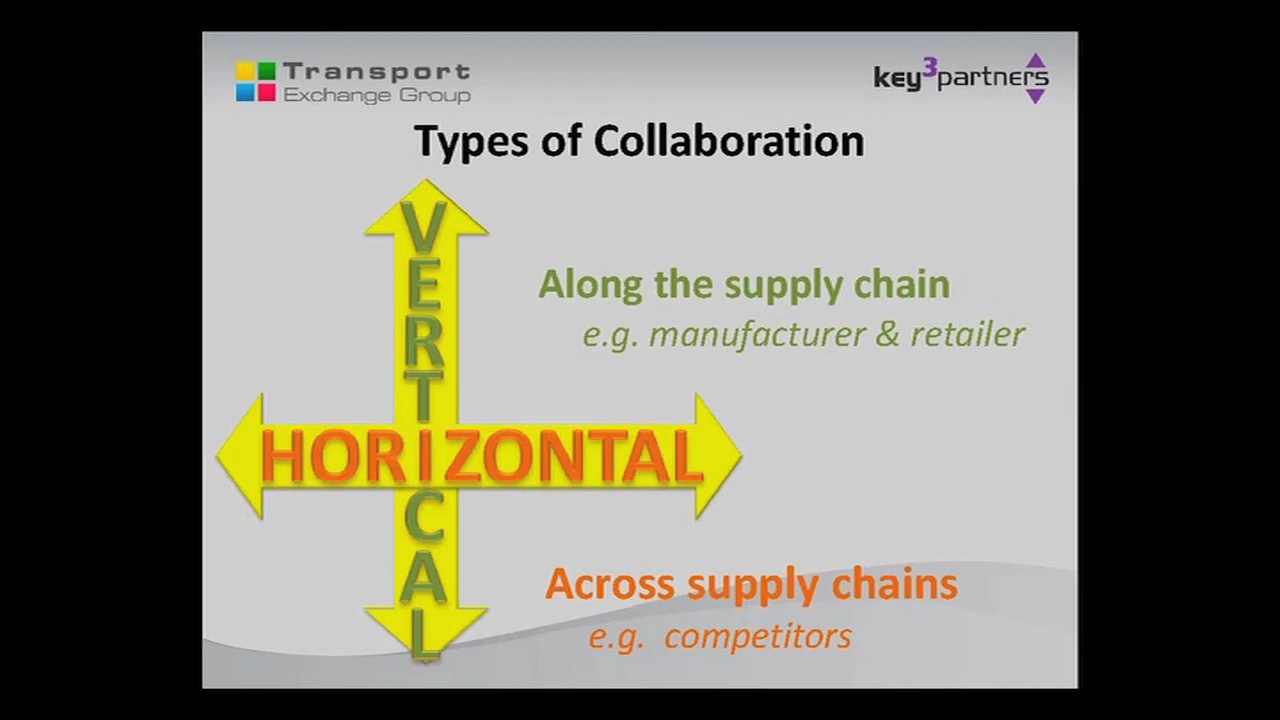 Transport
Exchange Group
key3partners
Types of Collaboration
VERTICAL
Along the supply chain
e.g. manufacturer & retailer
HORIZONTAL
Across supply chains
e.g. competitors